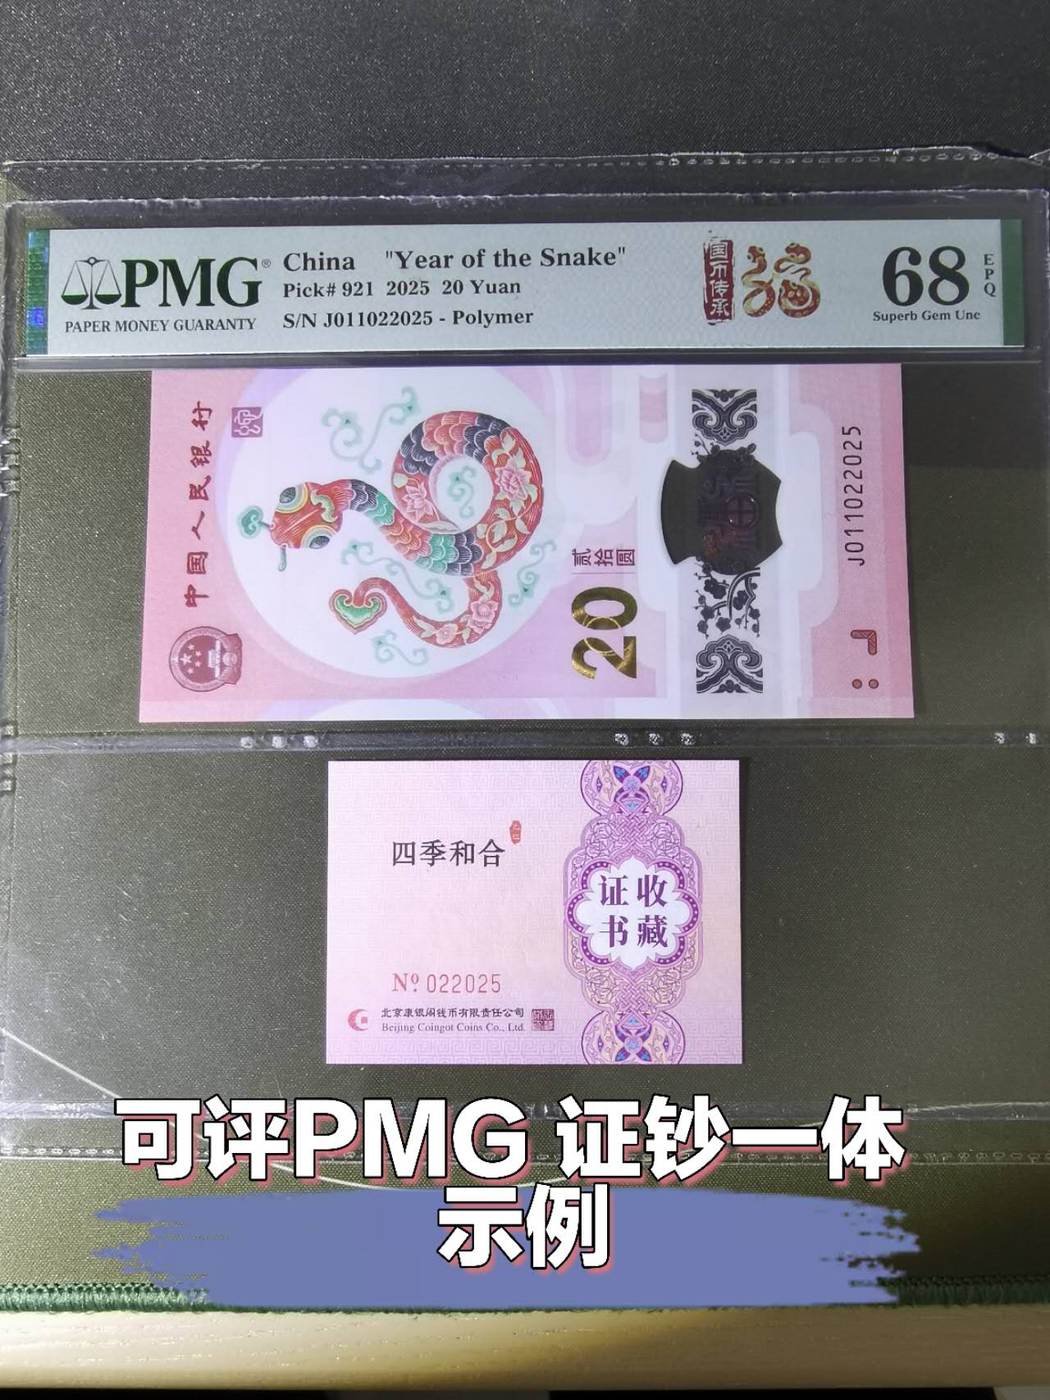 PMG®
PAPER MONEY GUARANTY
China "Year of the Snake"
Pick# 921 2025 20 Yuan
S/N J011022025 - Polymer
国币传承
福
68
EPQ
Superb Gem Unc
中国人民银行
贰拾圆
20
J011022025
四季和合
收藏
证书
Nº 022025
北京康银阁钱币有限责任公司
Beijing Coingot Coins Co., Ltd.
可评PMG 证钞一体
示例